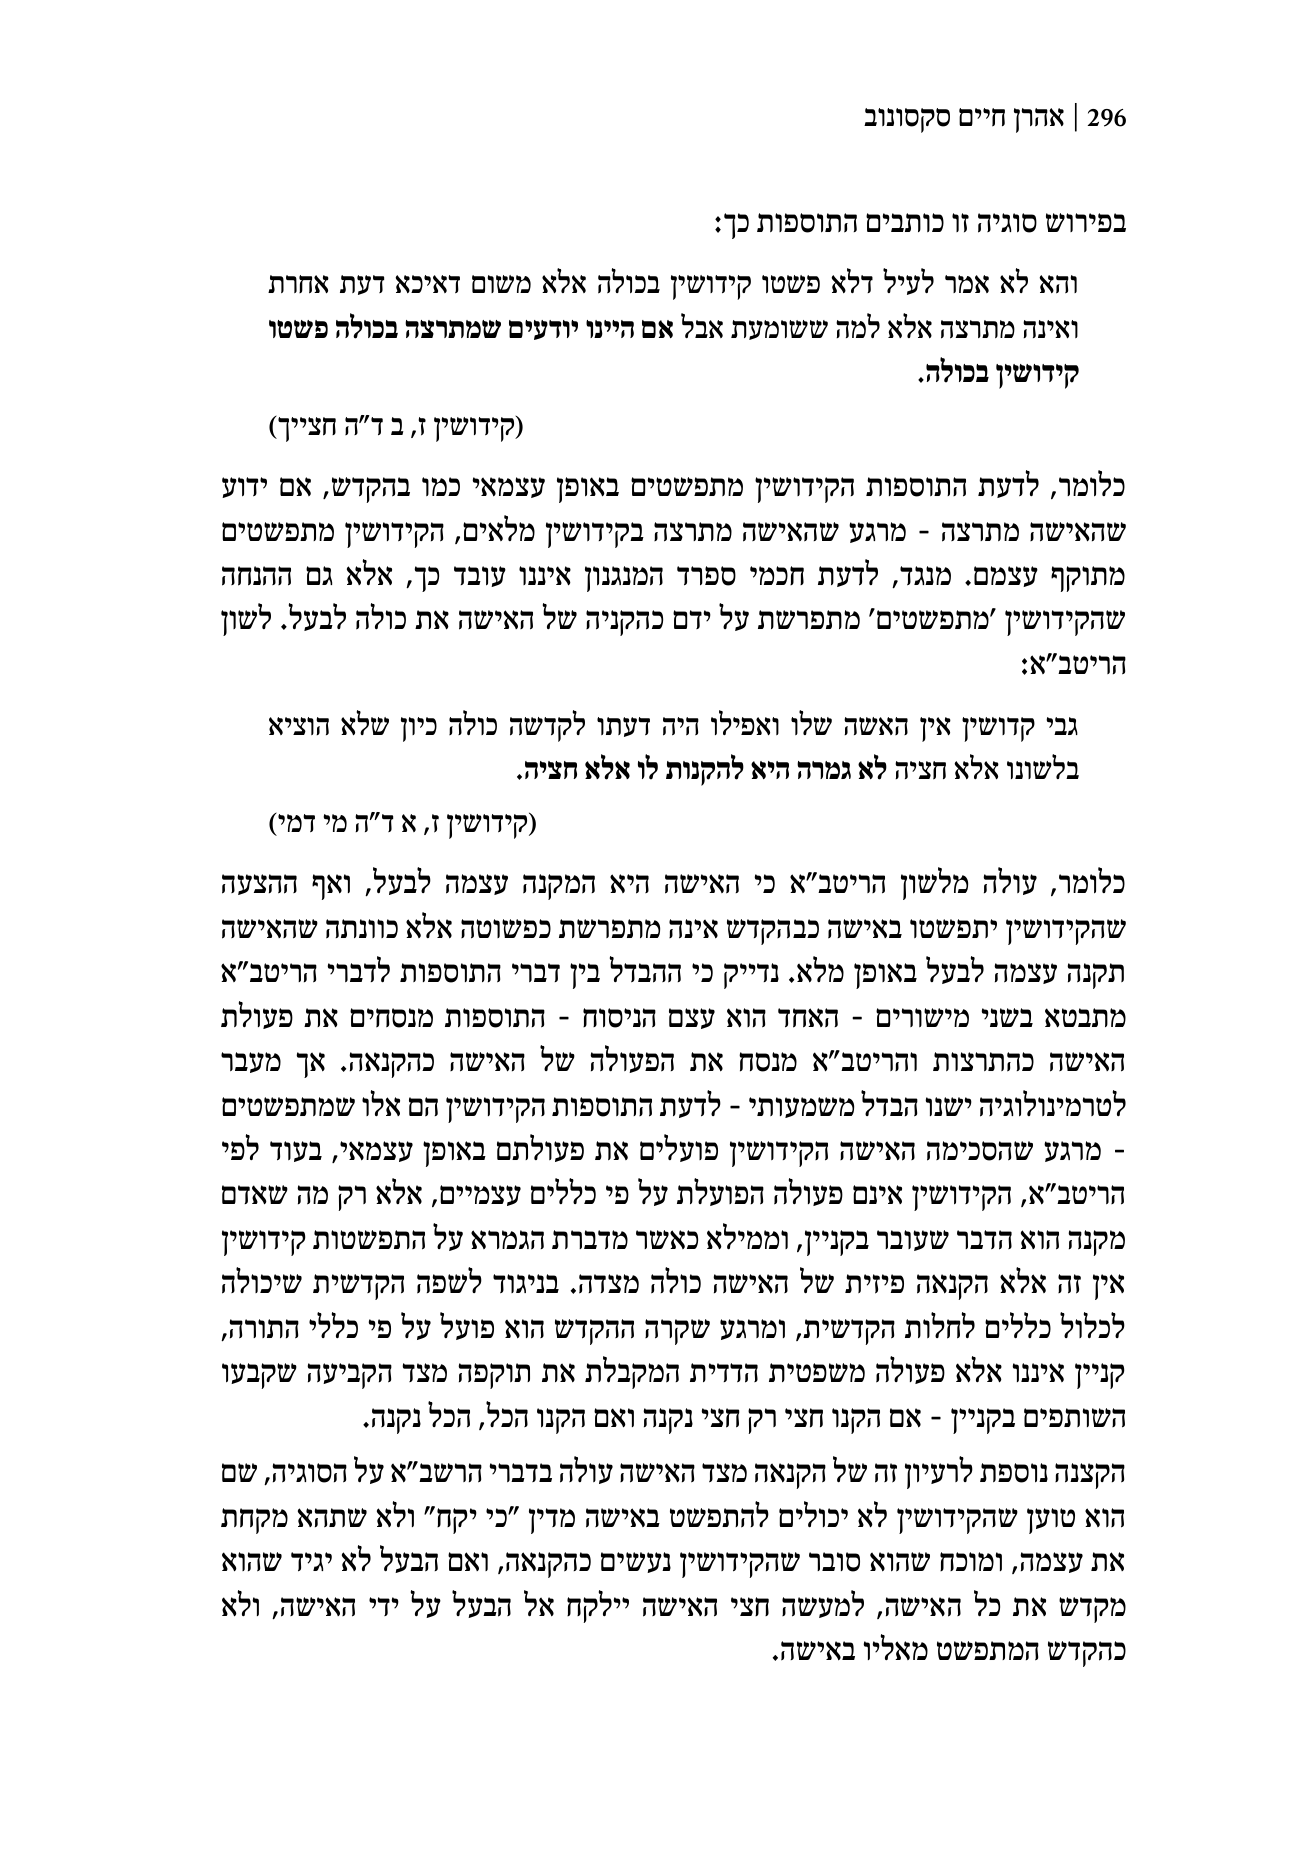 296 | אהרן חיים סקסונוב
בפירוש סוגיה זו כותבים התוספות כך:
והא לא אמר לעיל דלא פשטו קידושין בכולה אלא משום דאיכא דעת אחרת
ואינה מתרצה אלא למה ששומעת אבל אם היינו יודעים שמתרצה בכולה פשטו
קידושין בכולה.
(קידושין ז, ב ד"ה חצייך)
כלומר, לדעת התוספות הקידושין מתפשטים באופן עצמאי כמו בהקדש, אם ידוע
שהאישה מתרצה - מרגע שהאישה מתרצה בקידושין מלאים, הקידושין מתפשטים
מתוקף עצמם. מנגד, לדעת חכמי ספרד המנגנון איננו עובד כך, אלא גם ההנחה
שהקידושין 'מתפשטים' מתפרשת על ידם כהקניה של האישה את כולה לבעל. לשון
הריטב"א:
גבי קדושין אין האשה שלו ואפילו היה דעתו לקדשה כולה כיון שלא הוציא
בלשונו אלא חציה לא גמרה היא להקנות לו אלא חציה.
(קידושין ז, א ד"ה מי דמי)
כלומר, עולה מלשון הריטב"א כי האישה היא המקנה עצמה לבעל, ואף ההצעה
שהקידושין יתפשטו באישה כבהקדש אינה מתפרשת כפשוטה אלא כוונתה שהאישה
תקנה עצמה לבעל באופן מלא. נדייק כי ההבדל בין דברי התוספות לדברי הריטב"א
מתבטא בשני מישורים - האחד הוא עצם הניסוח - התוספות מנסחים את פעולת
האישה כהתרצות והריטב"א מנסח את הפעולה של האישה כהקנאה. אך מעבר
לטרמינולוגיה ישנו הבדל משמעותי - לדעת התוספות הקידושין הם אלו שמתפשטים
- מרגע שהסכימה האישה הקידושין פועלים את פעולתם באופן עצמאי, בעוד לפי
הריטב"א, הקידושין אינם פעולה הפועלת על פי כללים עצמיים, אלא רק מה שאדם
מקנה הוא הדבר שעובר בקניין, וממילא כאשר מדברת הגמרא על התפשטות קידושין
אין זה אלא הקנאה פיזית של האישה כולה מצדה. בניגוד לשפה הקדשית שיכולה
לכלול כללים לחלות הקדשית, ומרגע שקרה ההקדש הוא פועל על פי כללי התורה,
קניין איננו אלא פעולה משפטית הדדית המקבלת את תוקפה מצד הקביעה שקבעו
השותפים בקניין - אם הקנו חצי רק חצי נקנה ואם הקנו הכל, הכל נקנה.
הקצנה נוספת לרעיון זה של הקנאה מצד האישה עולה בדברי הרשב"א על הסוגיה, שם
הוא טוען שהקידושין לא יכולים להתפשט באישה מדין "כי יקח" ולא שתהא מקחת
את עצמה, ומוכח שהוא סובר שהקידושין נעשים כהקנאה, ואם הבעל לא יגיד שהוא
מקדש את כל האישה, למעשה חצי האישה יילקח אל הבעל על ידי האישה, ולא
כהקדש המתפשט מאליו באישה.